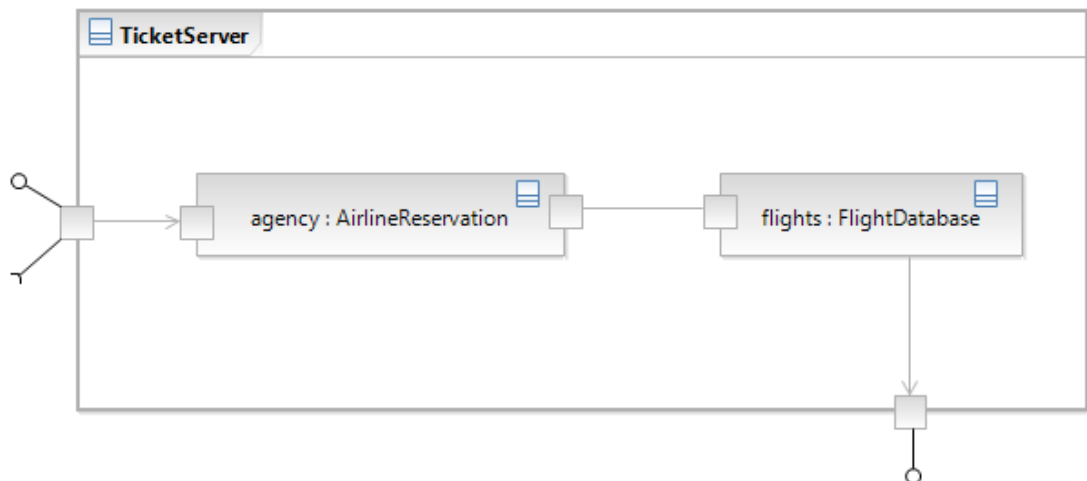 TicketServer
agency : AirlineReservation
flights : FlightDatabase